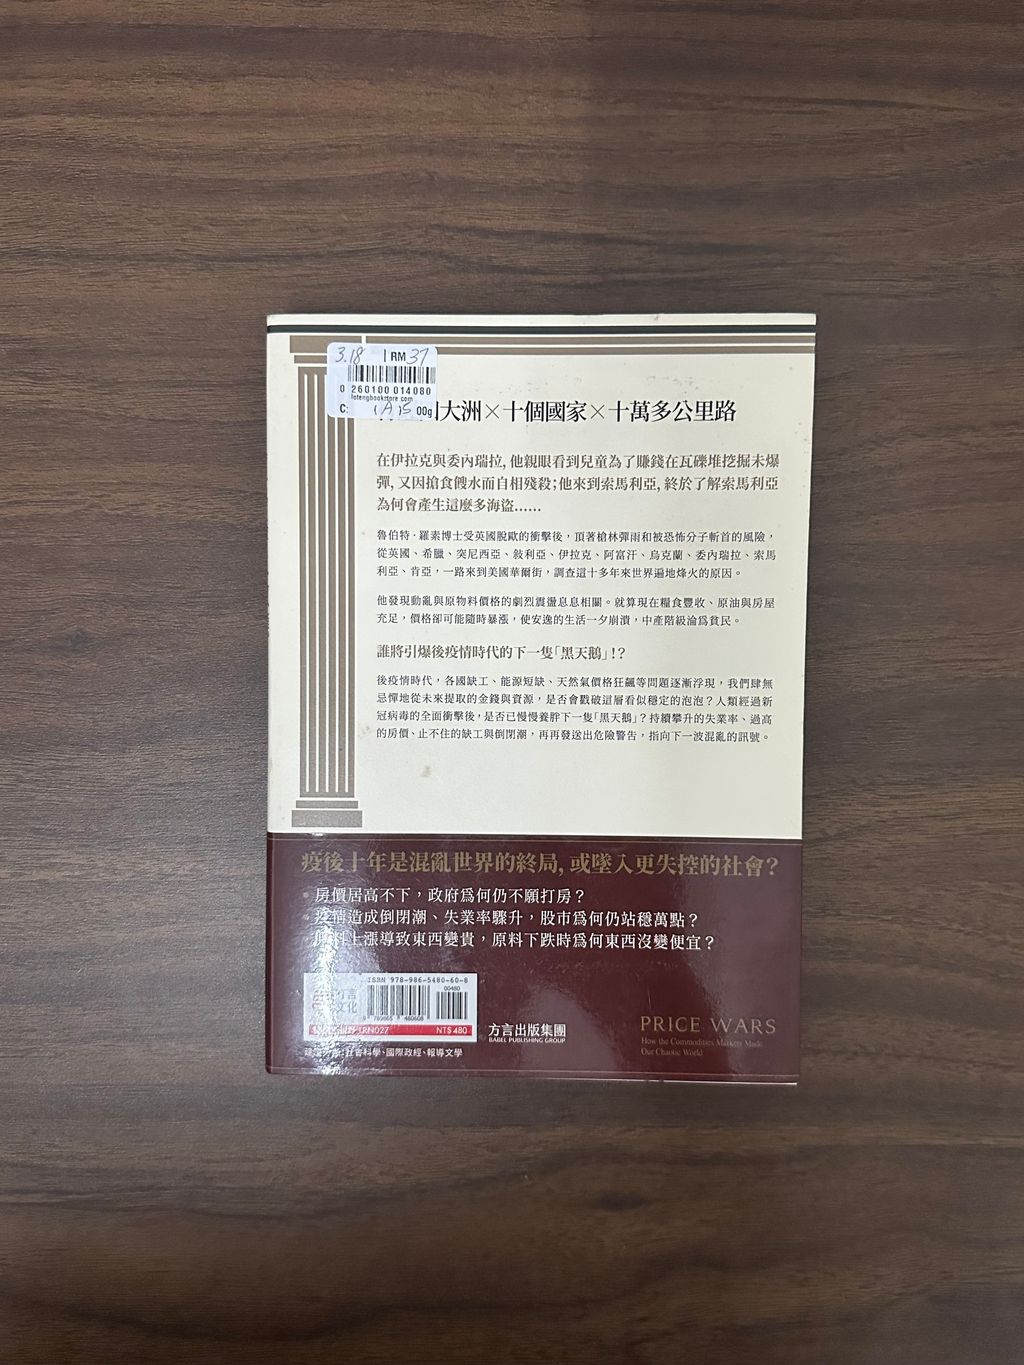 3.18 RM 37
0 260100 014080
lotengbookstore.com
C: (A)S 00g
大洲×十個國家×十萬多公里路
在伊拉克與委內瑞拉,他親眼看到兒童為了賺錢在瓦礫堆挖掘未爆
彈,又因搶食餿水而自相殘殺;他來到索馬利亞,終於了解索馬利亞
為何會產生這麼多海盜......
魯伯特·羅素博士受英國脫歐的衝擊後,頂著槍林彈雨和被恐怖分子斬首的風險,
從英國、希臘、突尼西亞、敍利亞、伊拉克、阿富汗、烏克蘭、委內瑞拉、索馬
利亞、肯亞,一路來到美國華爾街,調查這十多年來世界遍地烽火的原因。
他發現動亂與原物料價格的劇烈震盪息息相關。就算現在糧食豐收、原油與房屋
充足,價格卻可能隨時暴漲,使安逸的生活一夕崩潰,中產階級淪為貧民。
誰將引爆後疫情時代的下一隻「黑天鵝」!?
後疫情時代,各國缺工、能源短缺、天然氣價格狂飆等問題逐漸浮現,我們肆無
忌憚地從未來提取的金錢與資源,是否會戳破這層看似穩定的泡泡?人類經過新
冠病毒的全面衝擊後,是否已慢慢養胖下一隻「黑天鵝」?持續攀升的失業率、過高
的房價、止不住的缺工與倒閉潮,再再發送出危險警告,指向下一波混亂的訊號。
疫後十年是混亂世界的終局,或墜入更失控的社會?
• 房價居高不下,政府為何仍不願打房?
• 疫情造成倒閉潮、失業率驟升,股市為何仍站穩萬點?
• 原料上漲導致東西變貴,原料下跌時為何東西沒變便宜?
ISBN 978-986-5480-60-8
00480
9 789865 480608
1RN027 NT$ 480
社會科學、國際政經、報導文學
方言出版集團
BABEL PUBLISHING GROUP
PRICE WARS
How the Commodities Markets Made
Our Chaotic World